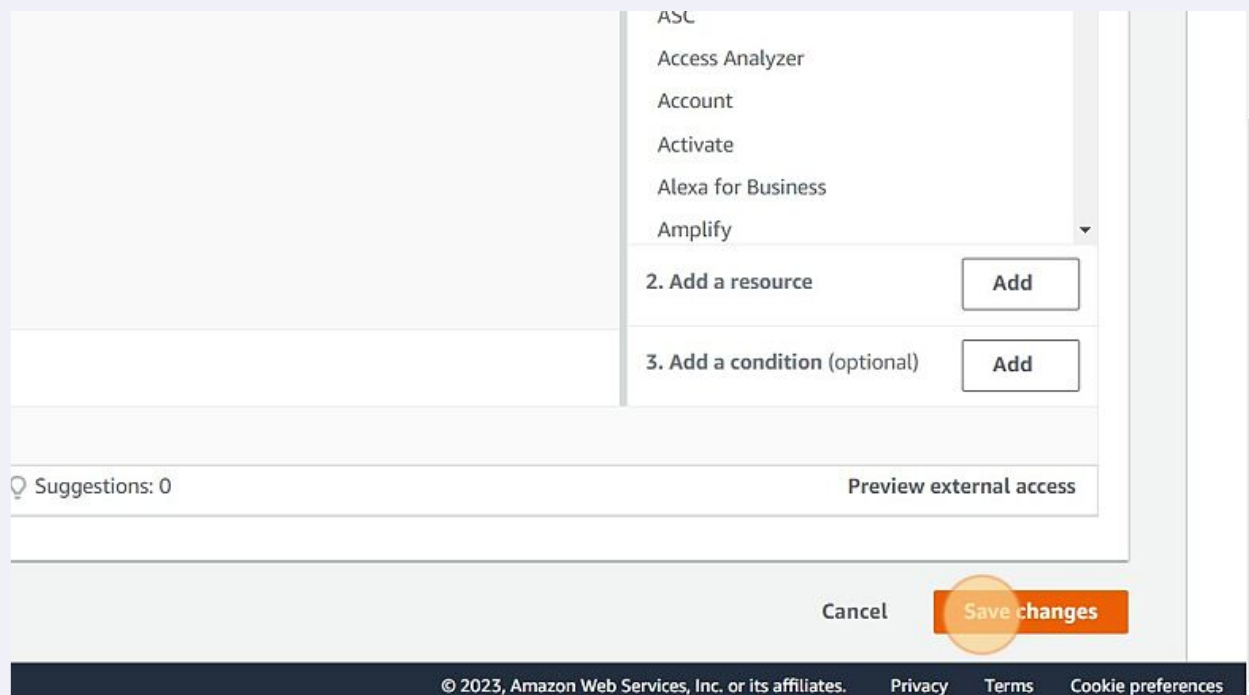 ASC
Access Analyzer
Account
Activate
Alexa for Business
Amplify
2. Add a resource
Add
3. Add a condition (optional)
Add
Suggestions: 0
Preview external access
Cancel
Save changes
© 2023, Amazon Web Services, Inc. or its affiliates. Privacy Terms Cookie preferences